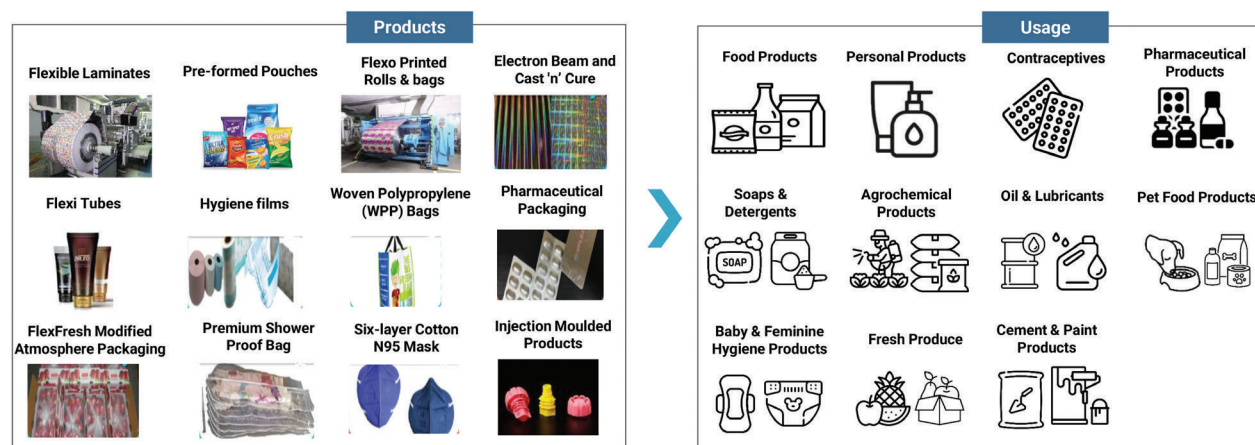 Products
Flexible Laminates
Pre-formed Pouches
Flexo Printed
Rolls & bags
Electron Beam and
Cast 'n’ Cure
Flexi Tubes
Hygiene films
Woven Polypropylene
(WPP) Bags
Pharmaceutical
Packaging
FlexFresh Modified
Atmosphere Packaging
Premium Shower
Proof Bag
Six-layer Cotton
N95 Mask
Injection Moulded
Products
Usage
Food Products
Personal Products
Contraceptives
Pharmaceutical
Products
Soaps &
Detergents
SOAP
Agrochemical
Products
Oil & Lubricants
Pet Food Products
Baby & Feminine
Hygiene Products
Fresh Produce
Cement & Paint
Products